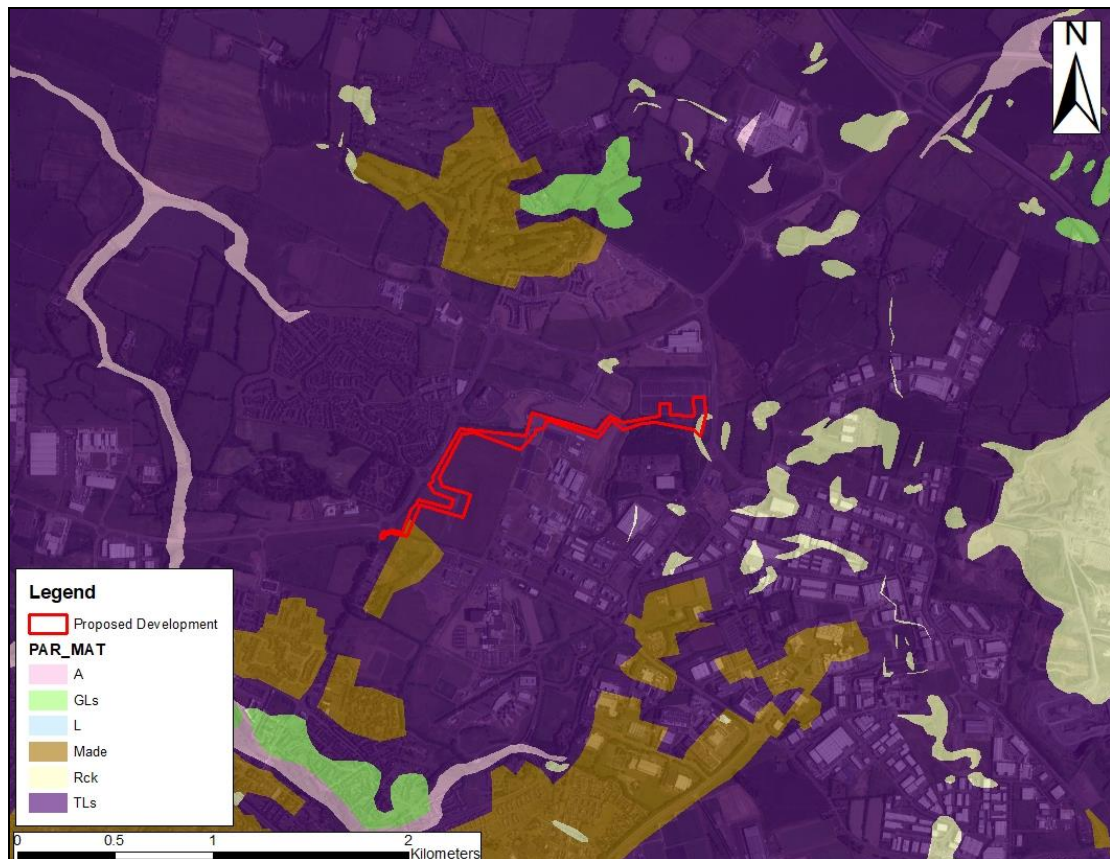 N
Legend
Proposed Development
PAR_MAT
A
GLs
L
Made
Rck
TLs
0 0.5 1 2
Kilometers